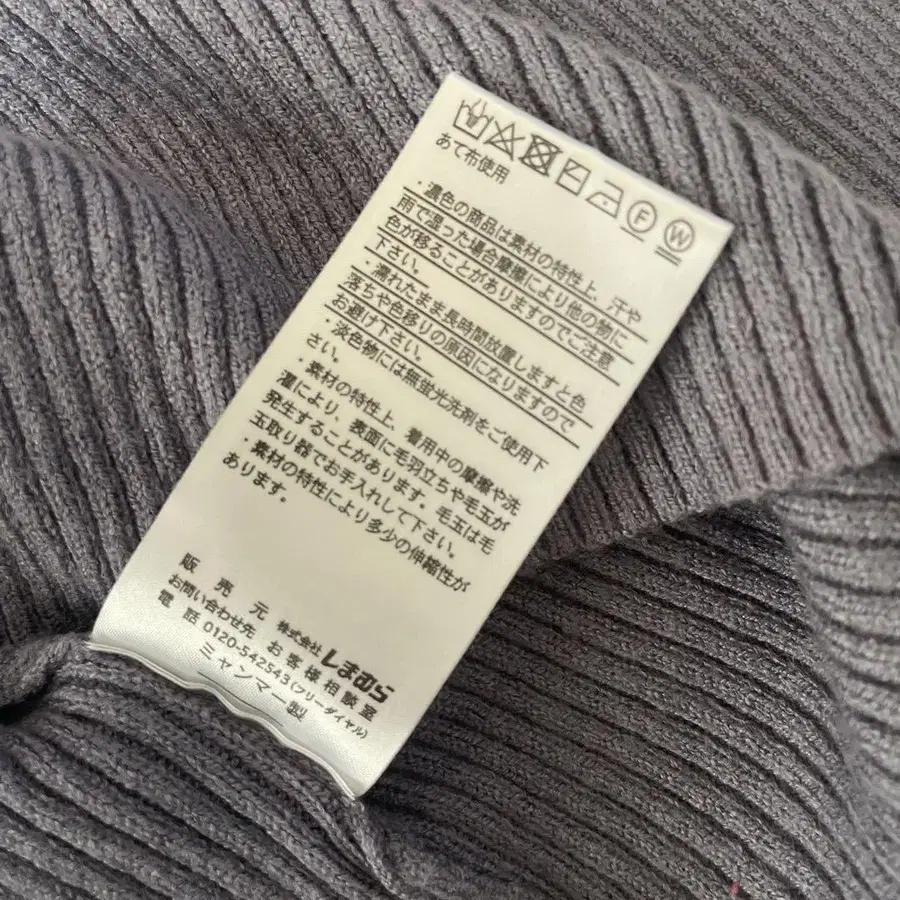 F W
あて布使用
・濃色の商品は素材の特性上、汗や
雨で湿った場合摩擦により他の物に
色が移ることがありますのでご注意
下さい。
・濡れたまま長時間放置しますと色
落ちや色移りの原因になりますので
お避け下さい。
・淡色物には無蛍光洗剤をご使用下
さい。
・素材の特性上、着用中の摩擦や洗
濯により、表面に毛羽立ちや毛玉が
発生することがあります。毛玉は毛
玉取り器でお手入れして下さい。
・素材の特性により多少の伸縮性が
あります。
販売元 株式会社しまむら
お問い合わせ先 お客様相談室
電話 0120-542543(フリーダイヤル)
ミャンマー製